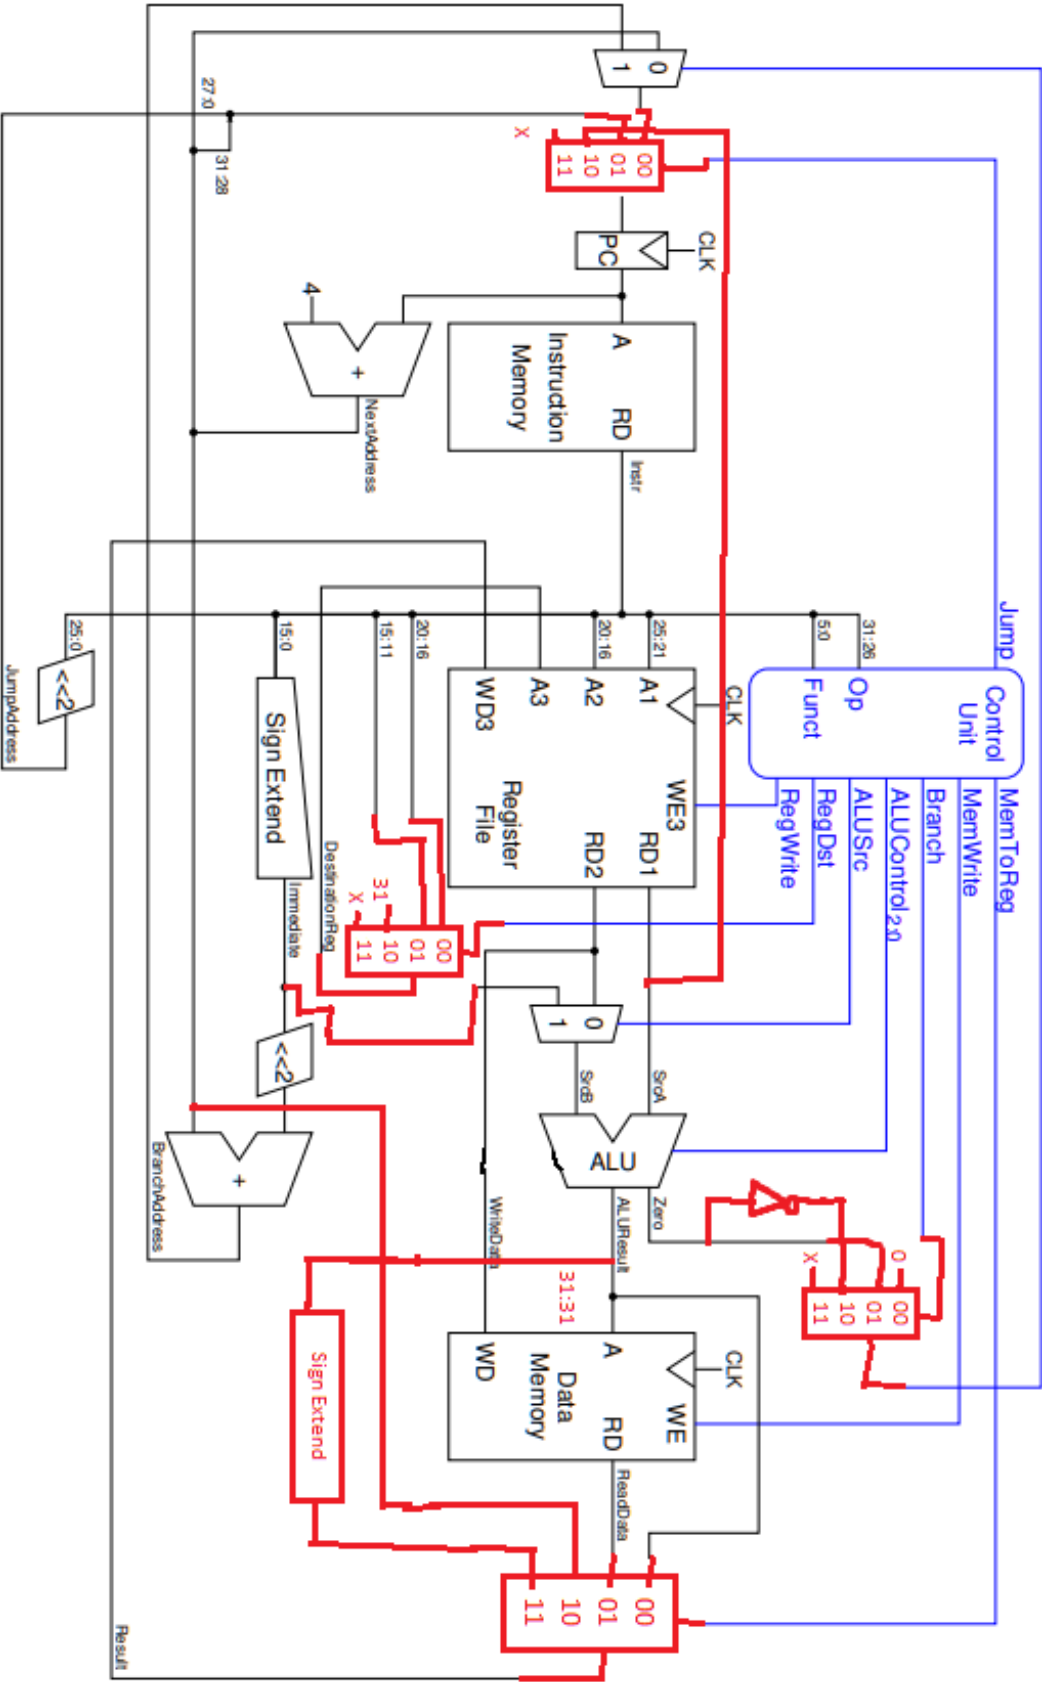 Jump
Control
Unit
MemToReg
MemWrite
Branch
ALUControl2:0
ALUSrc
RegDst
RegWrite
Op
Funct
31:26
5:0
0
1
27:0
31:28
X
00
01
10
11
CLK
PC
4
+
NextAddress
A
RD
Instruction
Memory
Instr
25:21
20:16
20:16
15:11
15:0
25:0
<<2
JumpAddress
CLK
A1
A2
A3
WD3
WE3
RD1
RD2
Register
File
Sign Extend
Immediate
DestinationReg
31
X
00
01
10
11
0
1
<<2
SrcA
SrcB
ALU
Zero
ALUResult
WriteData
+
BranchAddress
0
X
00
01
10
11
31:31
CLK
A
RD
WE
WD
Data
Memory
ReadData
Sign Extend
00
01
10
11
Result